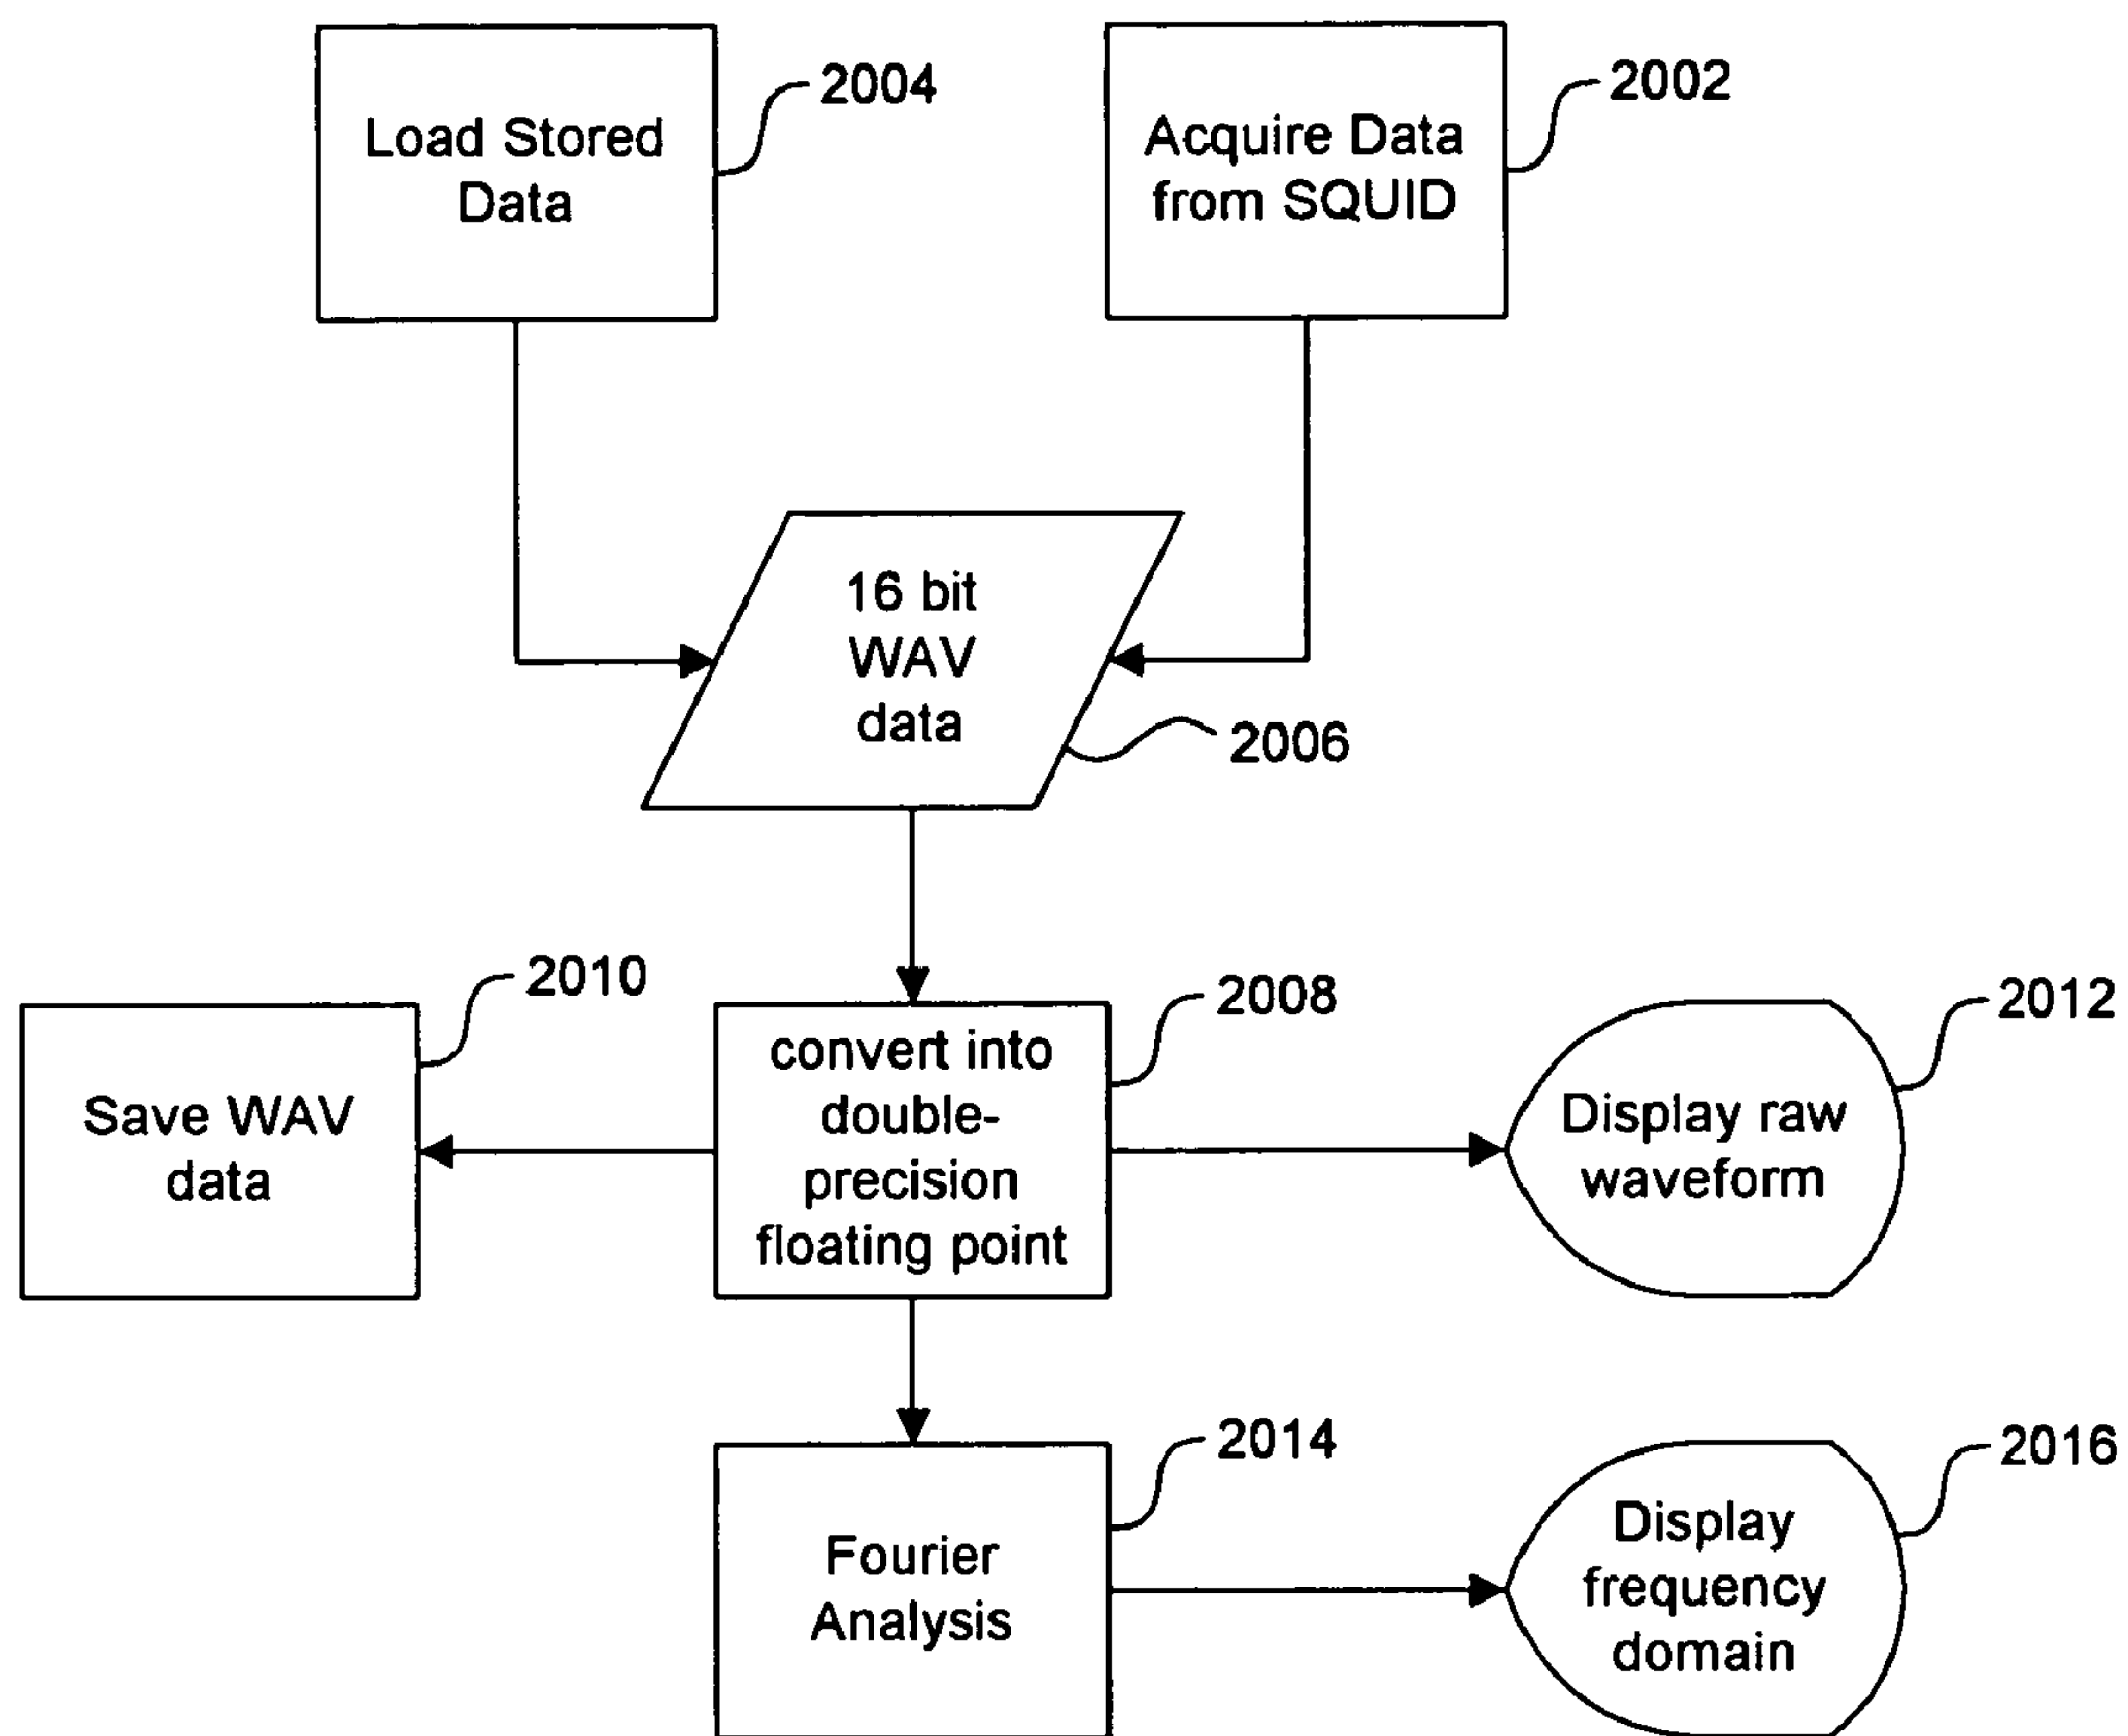 Load Stored
Data
2004
Acquire Data
from SQUID
2002
16 bit
WAV
data
2006
Save WAV
data
2010
convert into
double-
precision
floating point
2008
Display raw
waveform
2012
Fourier
Analysis
2014
Display
frequency
domain
2016